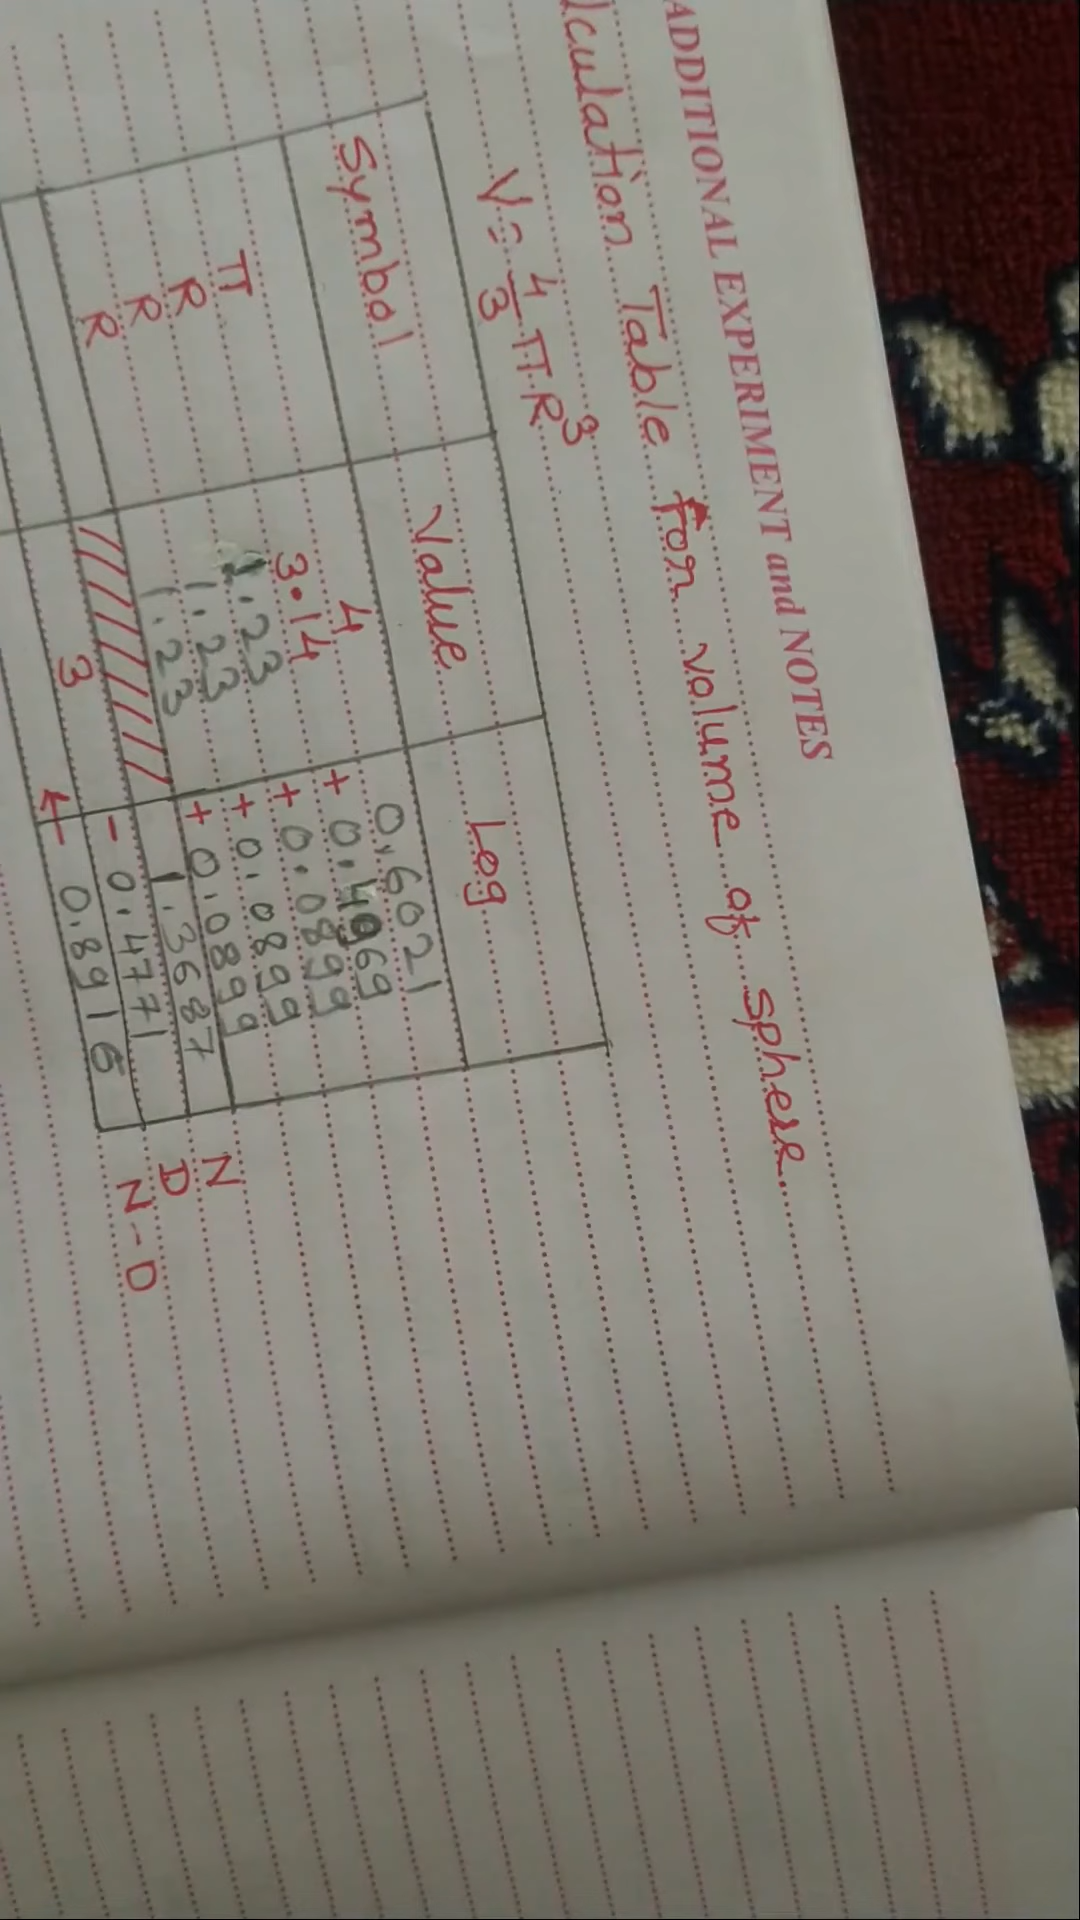 ADDITIONAL EXPERIMENT and NOTES
lculation Table for volume of sphere
V = 4/3 π R³
Symbol Value Log
4 0.6021
π 3.14 + 0.4969
R 1.23 + 0.0899
R 1.23 + 0.0899
R 1.23 + 0.0899
1.3687 N
3 - 0.4771 D
0.8916 N-D